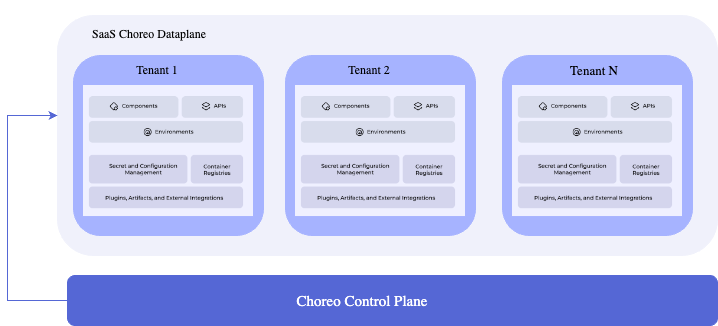 SaaS Choreo Dataplane
Tenant 1
Components
APIs
Environments
Secret and Configuration
Management
Container
Registries
Plugins, Artifacts, and External Integrations
Tenant 2
Components
APIs
Environments
Secret and Configuration
Management
Container
Registries
Plugins, Artifacts, and External Integrations
Tenant N
Components
APIs
Environments
Secret and Configuration
Management
Container
Registries
Plugins, Artifacts, and External Integrations
Choreo Control Plane